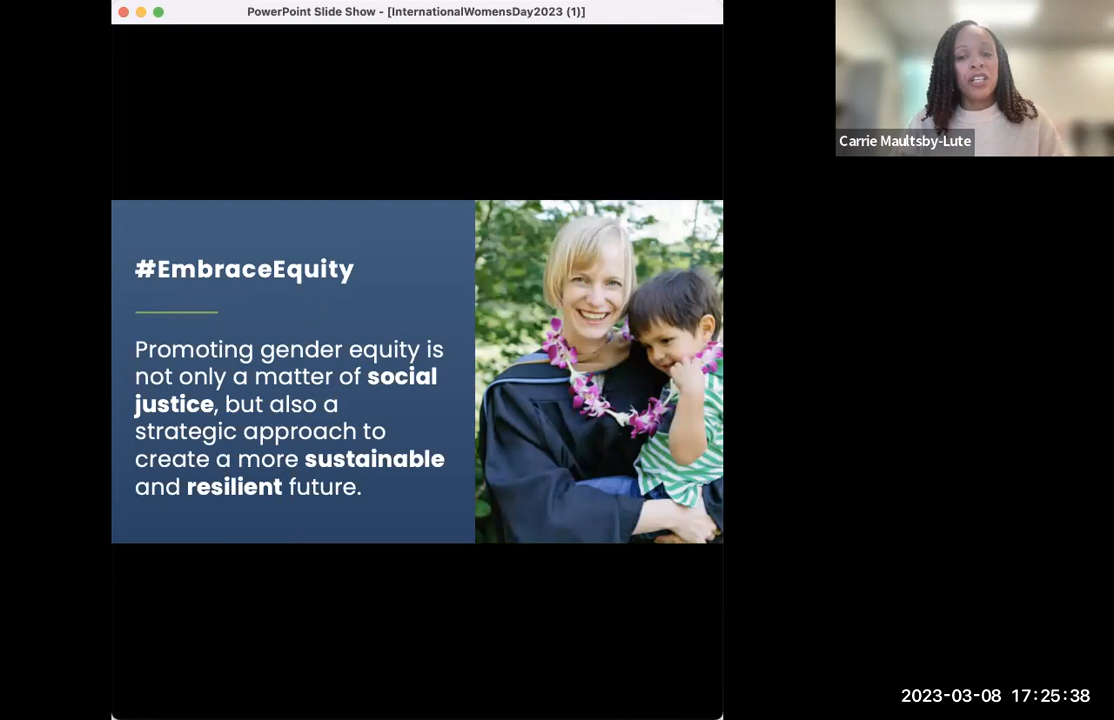 PowerPoint Slide Show - [InternationalWomensDay2023 (1)]
Carrie Maultsby-Lute
#EmbraceEquity
Promoting gender equity is
not only a matter of social
justice, but also a
strategic approach to
create a more sustainable
and resilient future.
2023-03-08 17:25:38